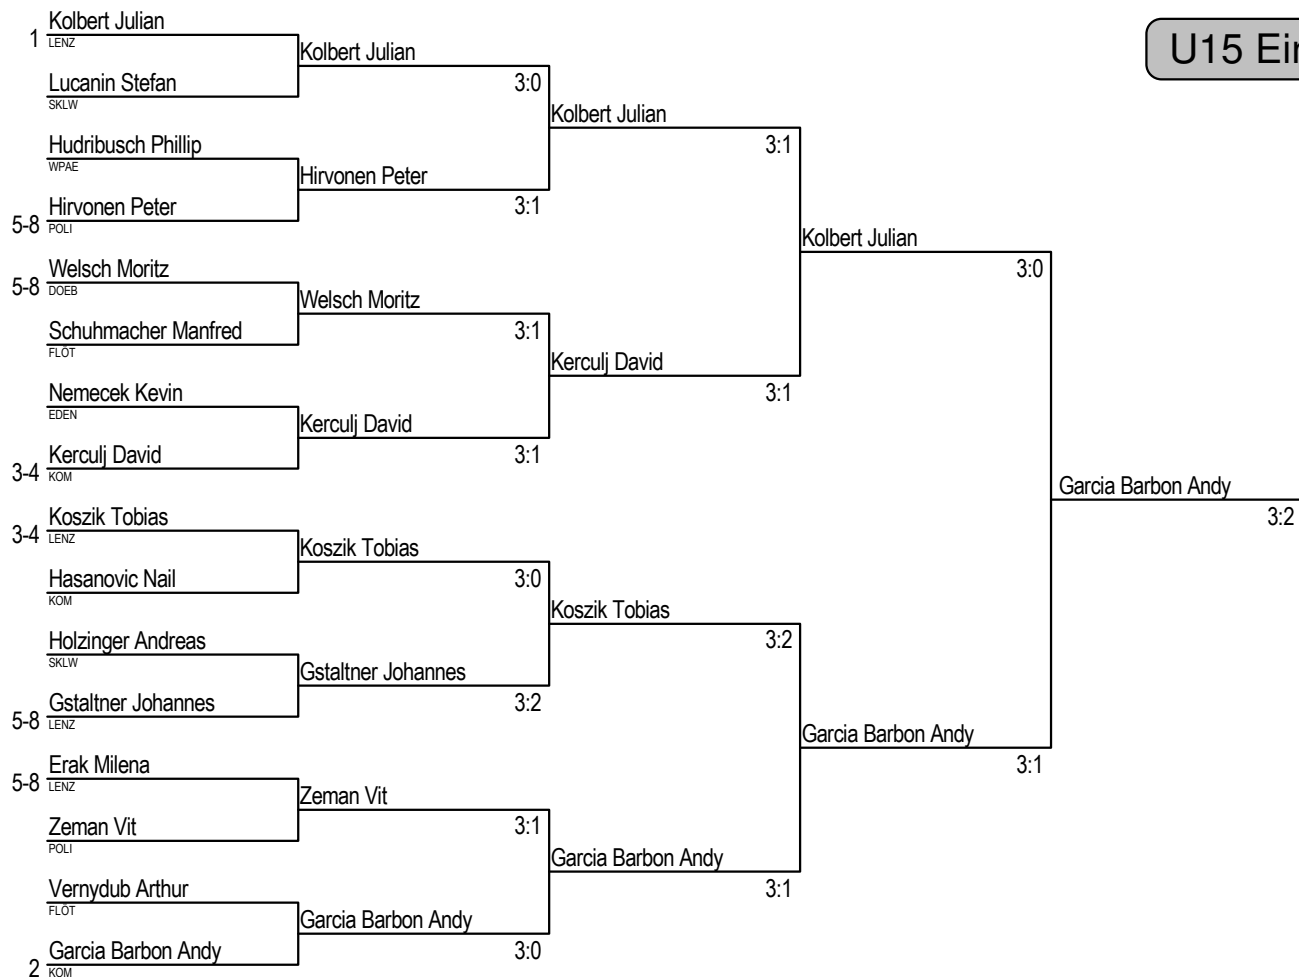 Kolbert Julian
1
LENZ
Kolbert Julian
U15 Ein
Lucanin Stefan
3:0
SKLW
Kolbert Julian
Hudribusch Phillip
3:1
WPAE
Hirvonen Peter
Hirvonen Peter
3:1
5-8 POLI
Kolbert Julian
Welsch Moritz
3:0
5-8 DOEB
Welsch Moritz
Schuhmacher Manfred
3:1
FLÖT
Kerculj David
Nemecek Kevin
3:1
EDEN
Kerculj David
Kerculj David
3:1
3-4 KOM
Garcia Barbon Andy
Koszik Tobias
3:2
3-4 LENZ
Koszik Tobias
Hasanovic Nail
3:0
KOM
Koszik Tobias
Holzinger Andreas
3:2
SKLW
Gstaltner Johannes
Gstaltner Johannes
3:2
5-8 LENZ
Garcia Barbon Andy
Erak Milena
3:1
5-8 LENZ
Zeman Vit
Zeman Vit
3:1
POLI
Garcia Barbon Andy
Vernydub Arthur
3:1
FLÖT
Garcia Barbon Andy
Garcia Barbon Andy
3:0
2 KOM